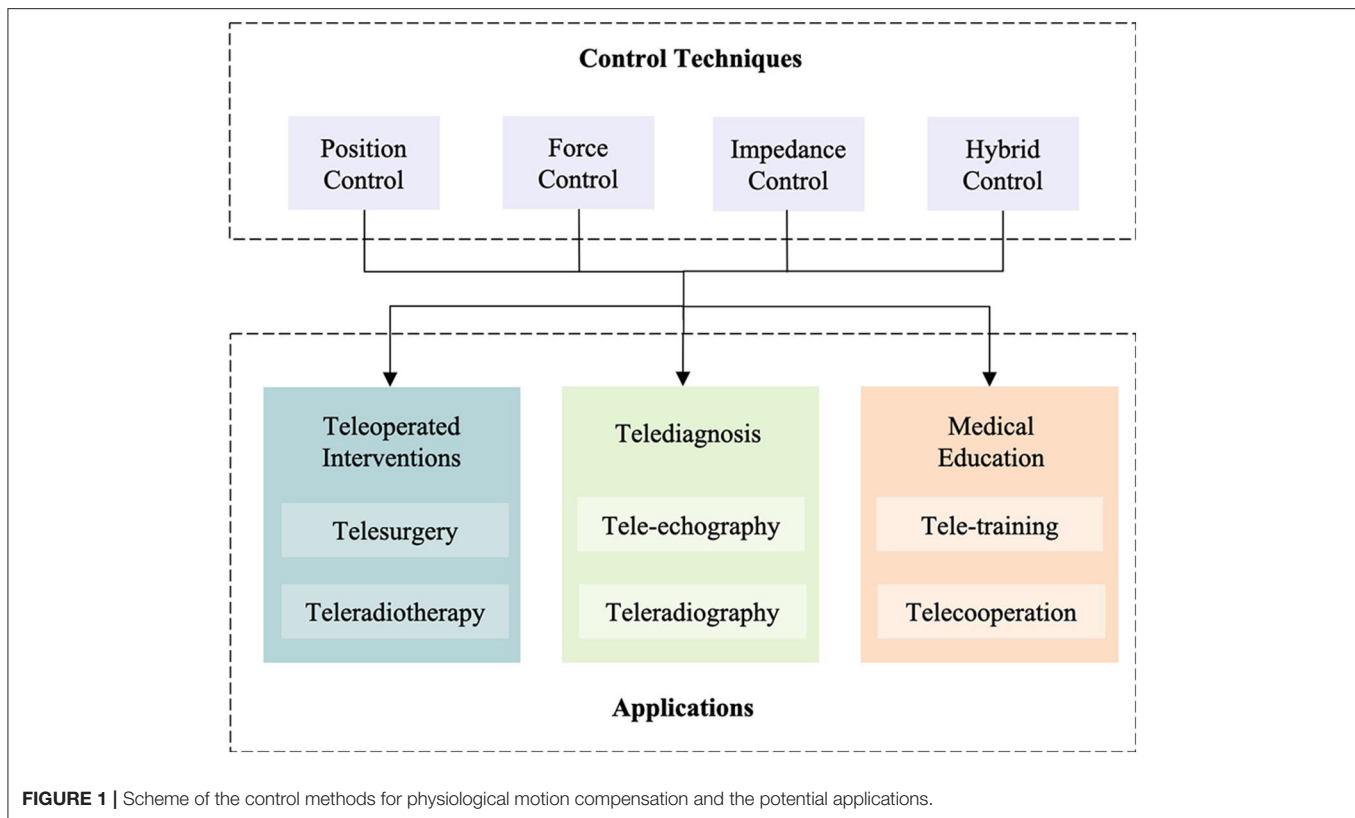 Control Techniques
Position
Control
Force
Control
Impedance
Control
Hybrid
Control
Teleoperated
Interventions
Telesurgery
Teleradiotherapy
Telediagnosis
Tele-echography
Teleradiography
Medical
Education
Tele-training
Telecooperation
Applications
FIGURE 1 | Scheme of the control methods for physiological motion compensation and the potential applications.